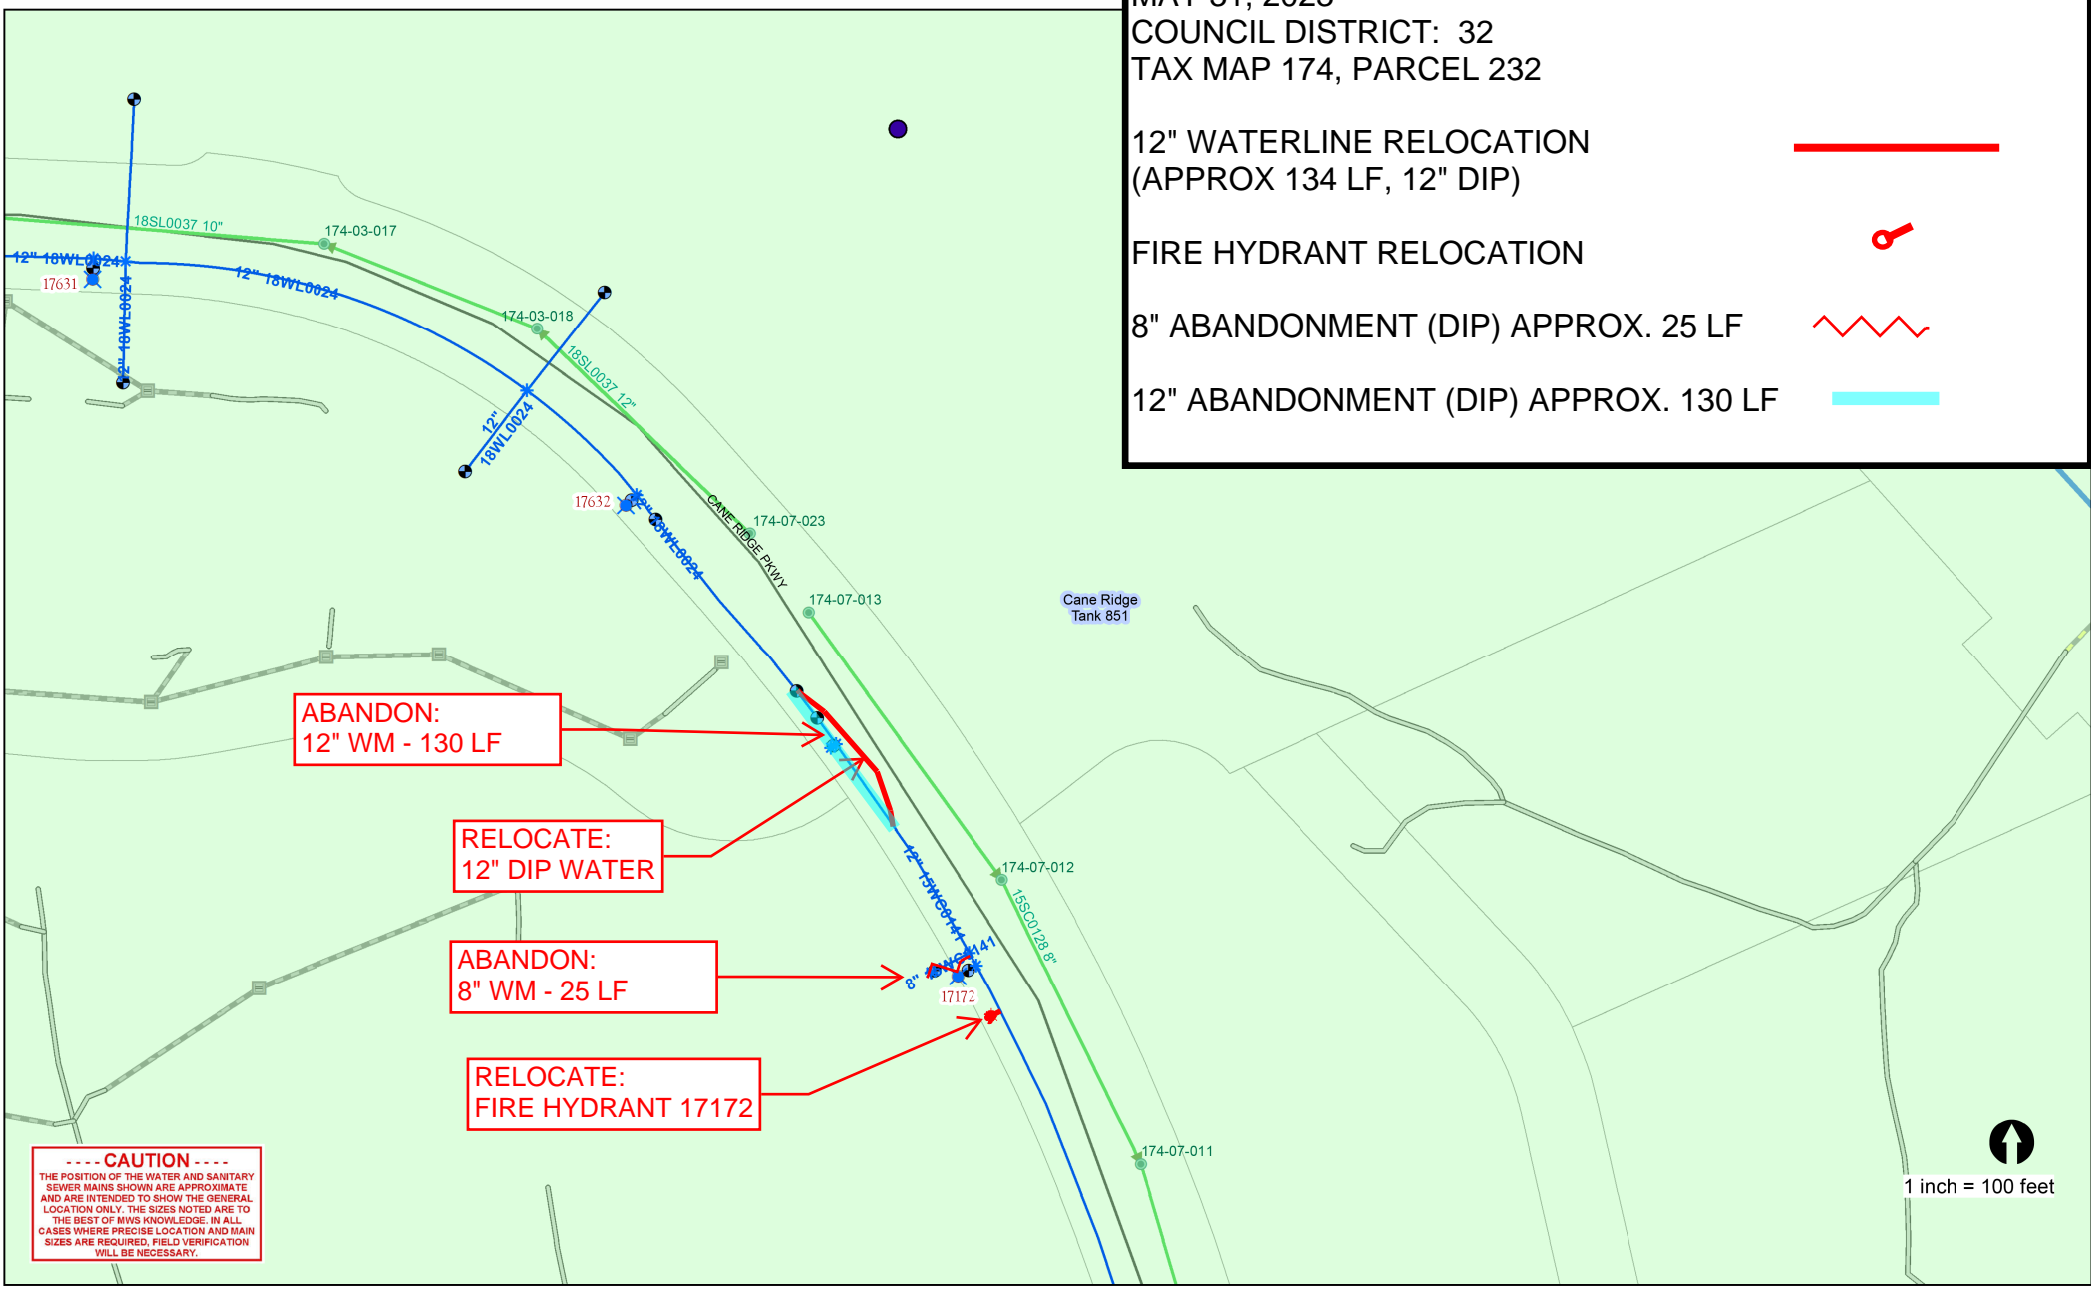 COUNCIL DISTRICT: 32
TAX MAP 174, PARCEL 232
12" WATERLINE RELOCATION
(APPROX 134 LF, 12" DIP)
FIRE HYDRANT RELOCATION
8" ABANDONMENT (DIP) APPROX. 25 LF
12" ABANDONMENT (DIP) APPROX. 130 LF
18SL0037 10"
174-03-017
12" 18WL0024
17631
12" 18WL0024
12" 18WL0024
174-03-018
18SL0037 12"
12"
18WL0024
17632
12" 18WL0024
CANE RIDGE PKWY
174-07-023
174-07-013
Cane Ridge
Tank 851
ABANDON:
12" WM - 130 LF
RELOCATE:
12" DIP WATER
12" 15WC0141
174-07-012
15SC0128 8"
ABANDON:
8" WM - 25 LF
8"
17172
RELOCATE:
FIRE HYDRANT 17172
174-07-011
- - - - CAUTION - - - -
THE POSITION OF THE WATER AND SANITARY
SEWER MAINS SHOWN ARE APPROXIMATE
AND ARE INTENDED TO SHOW THE GENERAL
LOCATION ONLY. THE SIZES NOTED ARE TO
THE BEST OF MWS KNOWLEDGE. IN ALL
CASES WHERE PRECISE LOCATION AND MAIN
SIZES ARE REQUIRED, FIELD VERIFICATION
WILL BE NECESSARY.
1 inch = 100 feet